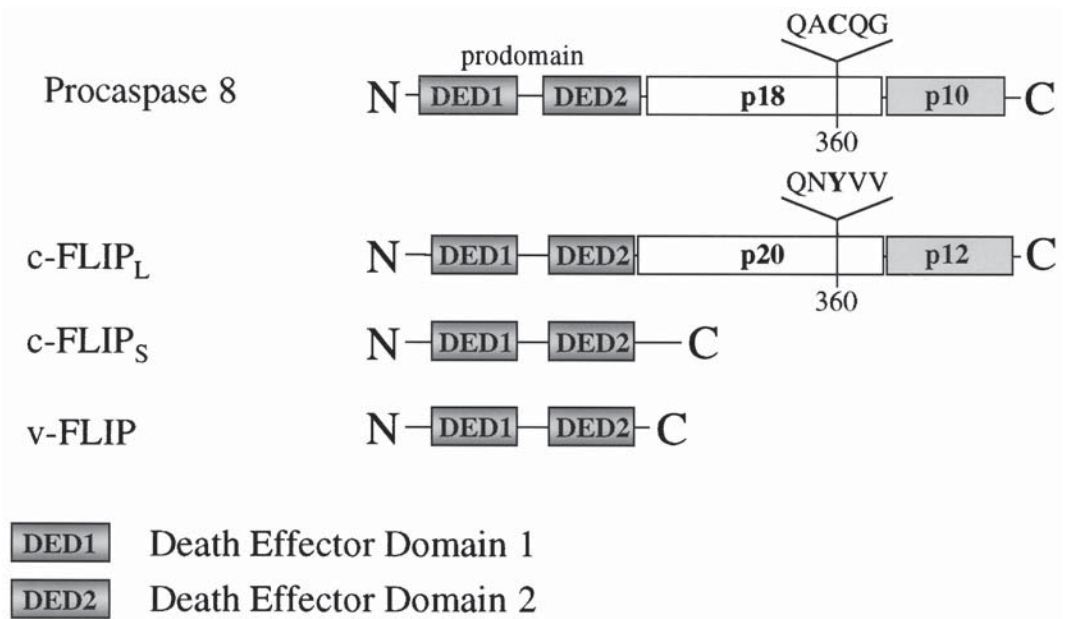 QACQG
prodomain
Procaspase 8 N DED1 DED2 p18 p10 C
360
QNYVV
c-FLIPL N DED1 DED2 p20 p12 C
360
c-FLIPS N DED1 DED2 C
v-FLIP N DED1 DED2 C
DED1 Death Effector Domain 1
DED2 Death Effector Domain 2